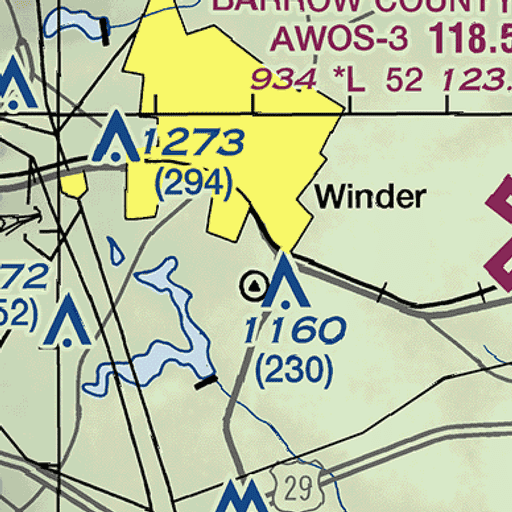 BARROW COUNTY
AWOS-3 118.5
934 *L 52 123.
1273
(294)
Winder
72
52)
1160
(230)
29